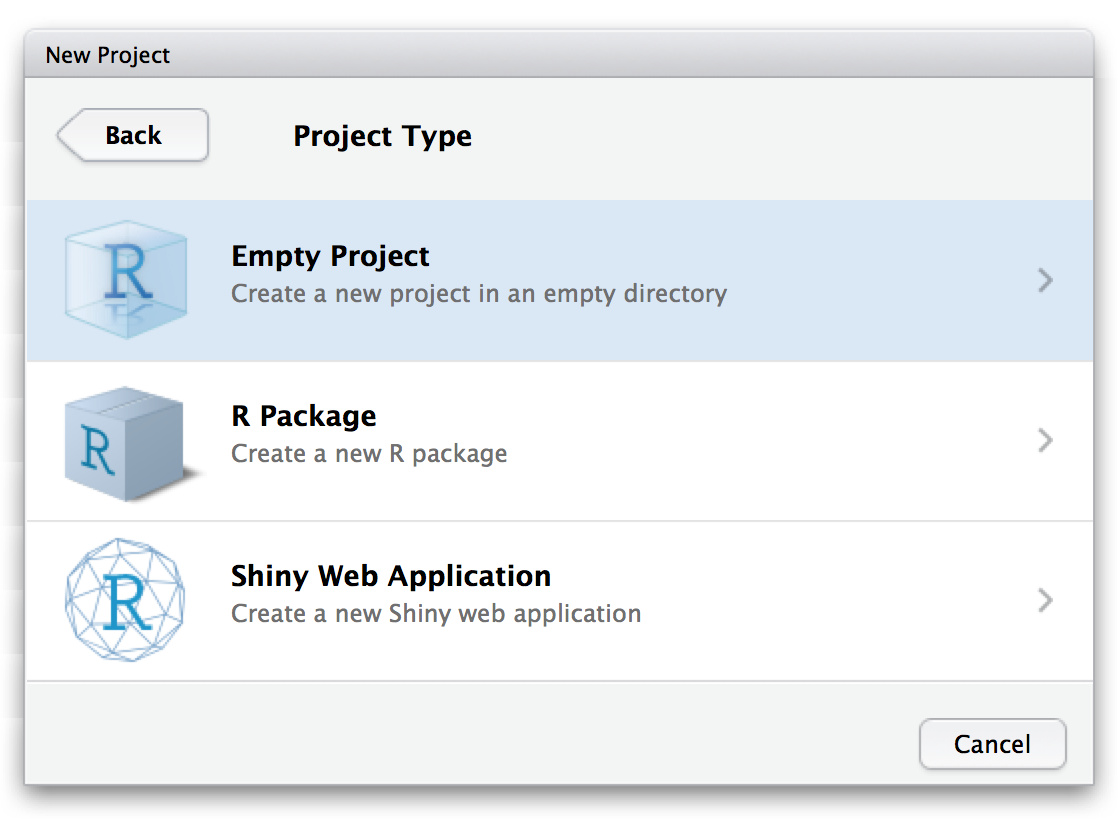 New Project
Back
Project Type
R
Empty Project
Create a new project in an empty directory
R
R Package
Create a new R package
R
Shiny Web Application
Create a new Shiny web application
Cancel